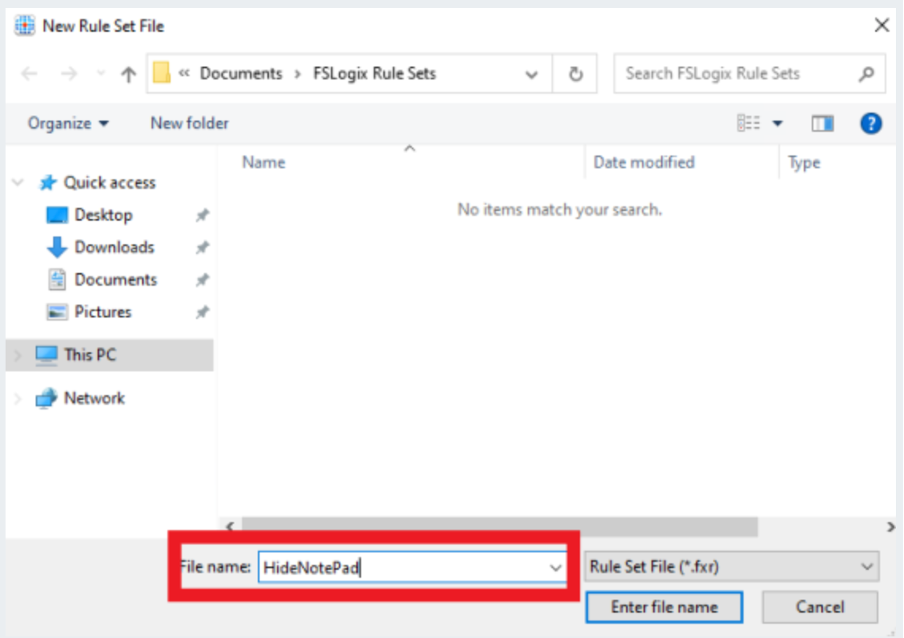 New Rule Set File
« Documents › FSLogix Rule Sets
Search FSLogix Rule Sets
Organize
New folder
Name
Date modified
Type
No items match your search.
Quick access
Desktop
Downloads
Documents
Pictures
This PC
Network
File name: HideNotePad
Rule Set File (*.fxr)
Enter file name
Cancel